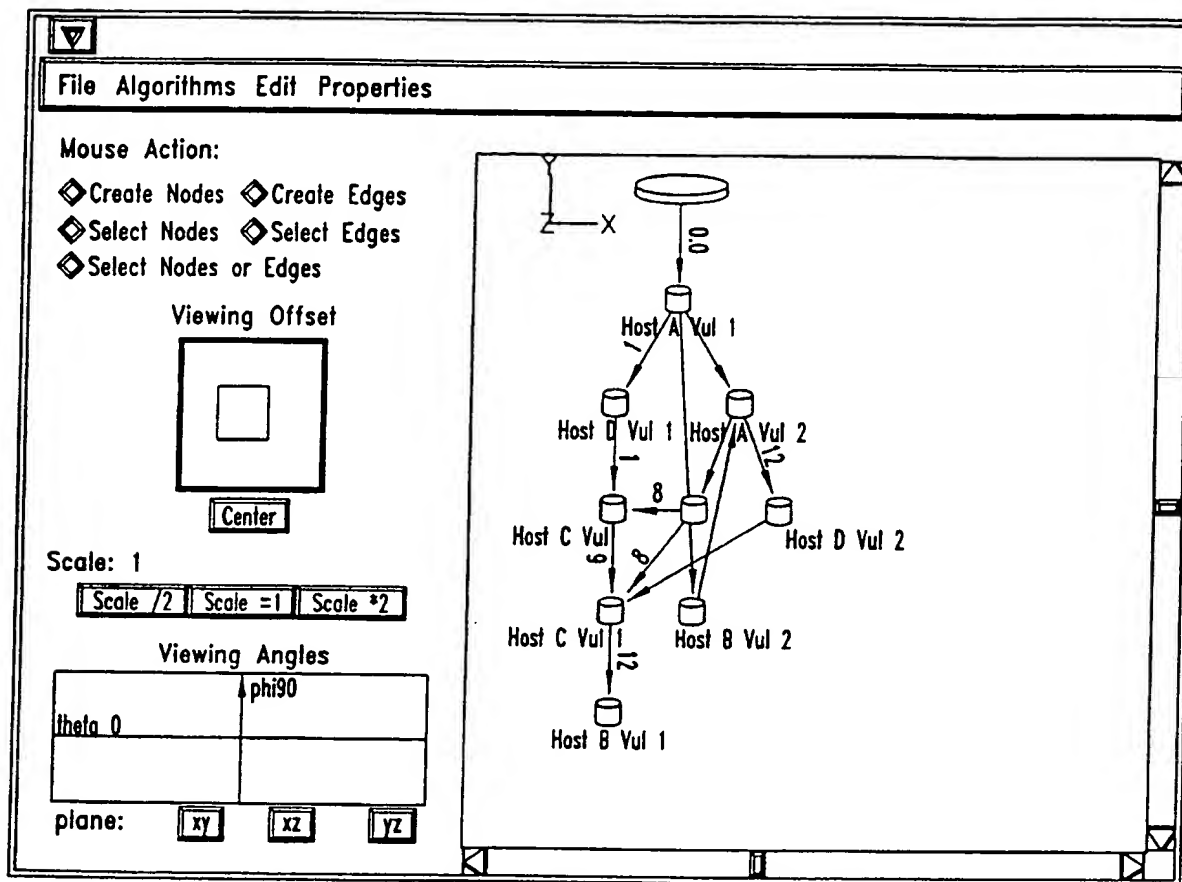 File Algorithms Edit Properties
Mouse Action:
Create Nodes Create Edges
Select Nodes Select Edges
Select Nodes or Edges
Viewing Offset
Center
Scale: 1
Scale /2 Scale =1 Scale *2
Viewing Angles
phi90
theta 0
plane: xy xz yz
Y
Z X
0.0
Host A Vul 1
1
Host D Vul 1 Host A Vul 2
1 12
8
Host C Vul Host D Vul 2
9 8
Host C Vul 1 Host B Vul 2
12
Host B Vul 1